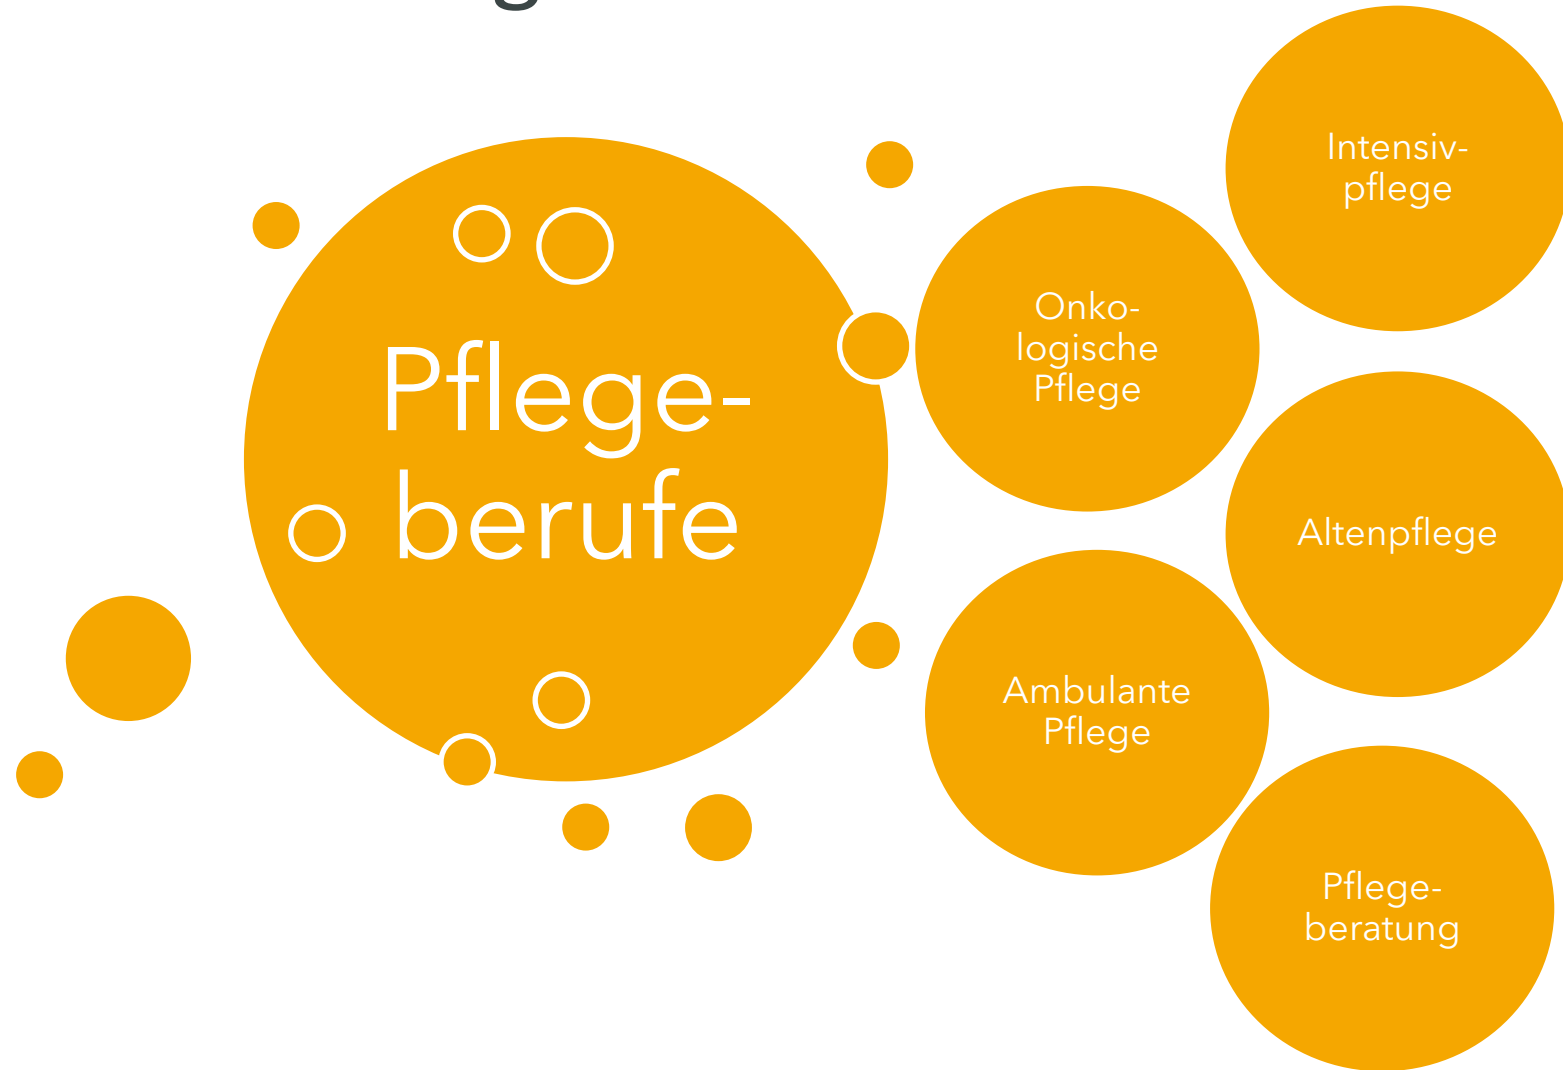 Pflege-
berufe
Intensiv-
pflege
Onko-
logische
Pflege
Altenpflege
Ambulante
Pflege
Pflege-
beratung